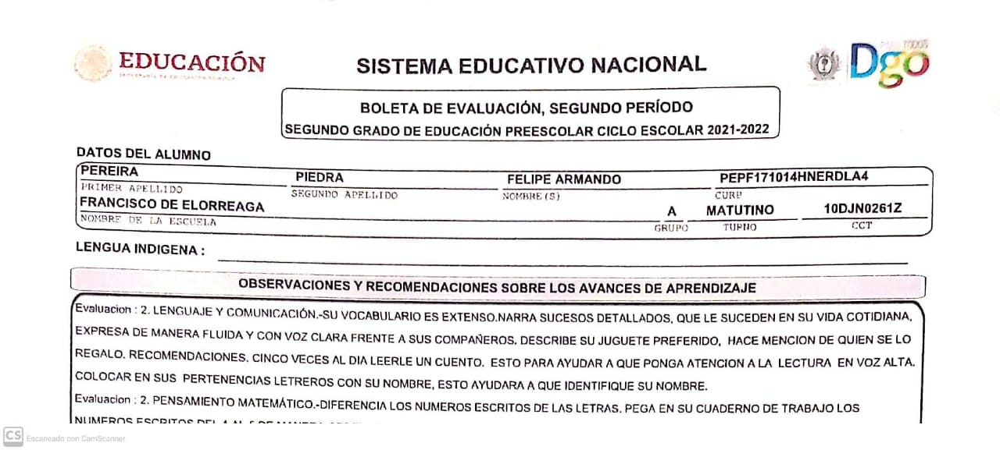 EDUCACIÓN
SECRETARÍA DE EDUCACIÓN PÚBLICA
SISTEMA EDUCATIVO NACIONAL
TODOS
Dgo
BOLETA DE EVALUACIÓN, SEGUNDO PERÍODO
SEGUNDO GRADO DE EDUCACIÓN PREESCOLAR CICLO ESCOLAR 2021-2022
DATOS DEL ALUMNO
PEREIRA PIEDRA FELIPE ARMANDO PEPF171014HNERDLA4
PRIMER APELLIDO SEGUNDO APELLIDO NOMBRE(S) CURP
FRANCISCO DE ELORREAGA A MATUTINO 10DJN0261Z
NOMBRE DE LA ESCUELA GRUPO TURNO CCT
LENGUA INDIGENA :
OBSERVACIONES Y RECOMENDACIONES SOBRE LOS AVANCES DE APRENDIZAJE
Evaluacion : 2. LENGUAJE Y COMUNICACIÓN.-SU VOCABULARIO ES EXTENSO.NARRA SUCESOS DETALLADOS, QUE LE SUCEDEN EN SU VIDA COTIDIANA,
EXPRESA DE MANERA FLUIDA Y CON VOZ CLARA FRENTE A SUS COMPAÑEROS. DESCRIBE SU JUGUETE PREFERIDO, HACE MENCION DE QUIEN SE LO
REGALO. RECOMENDACIONES. CINCO VECES AL DIA LEERLE UN CUENTO. ESTO PARA AYUDAR A QUE PONGA ATENCION A LA LECTURA EN VOZ ALTA.
COLOCAR EN SUS PERTENENCIAS LETREROS CON SU NOMBRE, ESTO AYUDARA A QUE IDENTIFIQUE SU NOMBRE.
Evaluacion : 2. PENSAMIENTO MATEMÁTICO.-DIFERENCIA LOS NUMEROS ESCRITOS DE LAS LETRAS. PEGA EN SU CUADERNO DE TRABAJO LOS
NUMEROS ESCRITOS DEL
CS Escaneado con CamScanner